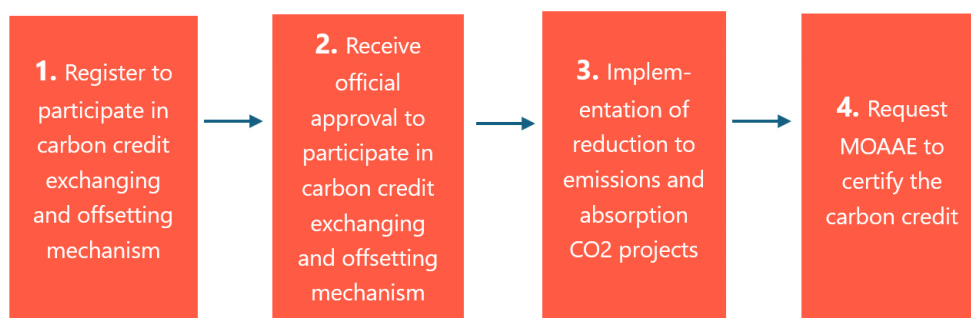 1. Register to
participate in
carbon credit
exchanging
and offsetting
mechanism
2. Receive
official
approval to
participate in
carbon credit
exchanging
and offsetting
mechanism
3. Implem-
entation of
reduction to
emissions and
absorption
CO2 projects
4. Request
MOAAE to
certify the
carbon credit